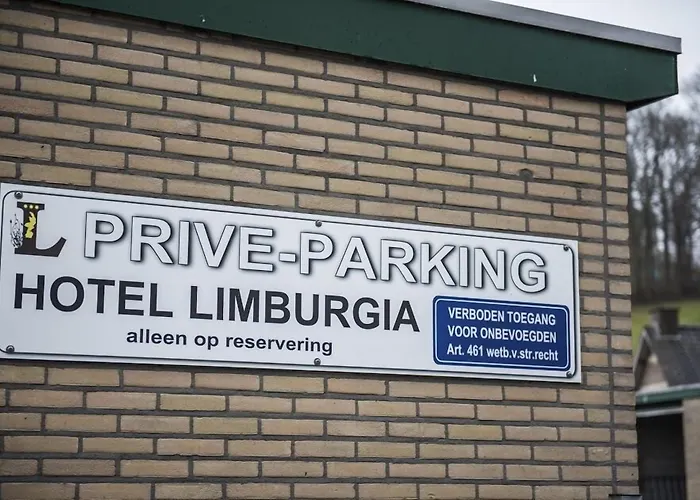 L PRIVE-PARKING
HOTEL LIMBURGIA
alleen op reservering
VERBODEN TOEGANG
VOOR ONBEVOEGDEN
Art. 461 wetb.v.str.recht